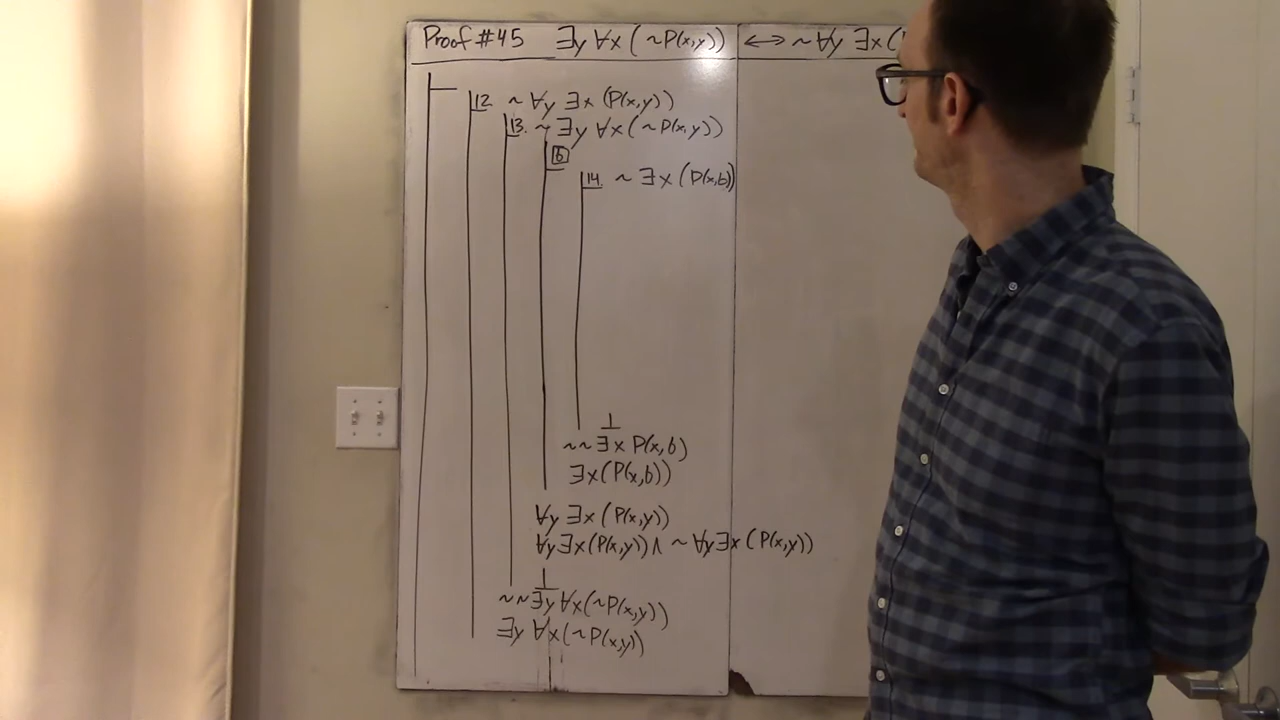 Proof #45 ∃y ∀x (~P(x,y)) ⟷ ~∀y ∃x (
12. ~∀y ∃x (P(x,y))
13. ~∃y ∀x (~P(x,y))
b
14. ~∃x (P(x,b))
⊥
~~∃x P(x,b)
∃x(P(x,b))
∀y ∃x (P(x,y))
∀y∃x(P(x,y)) ∧ ~∀y∃x (P(x,y))
⊥
~~∃y ∀x(~P(x,y))
∃y ∀x(~P(x,y))